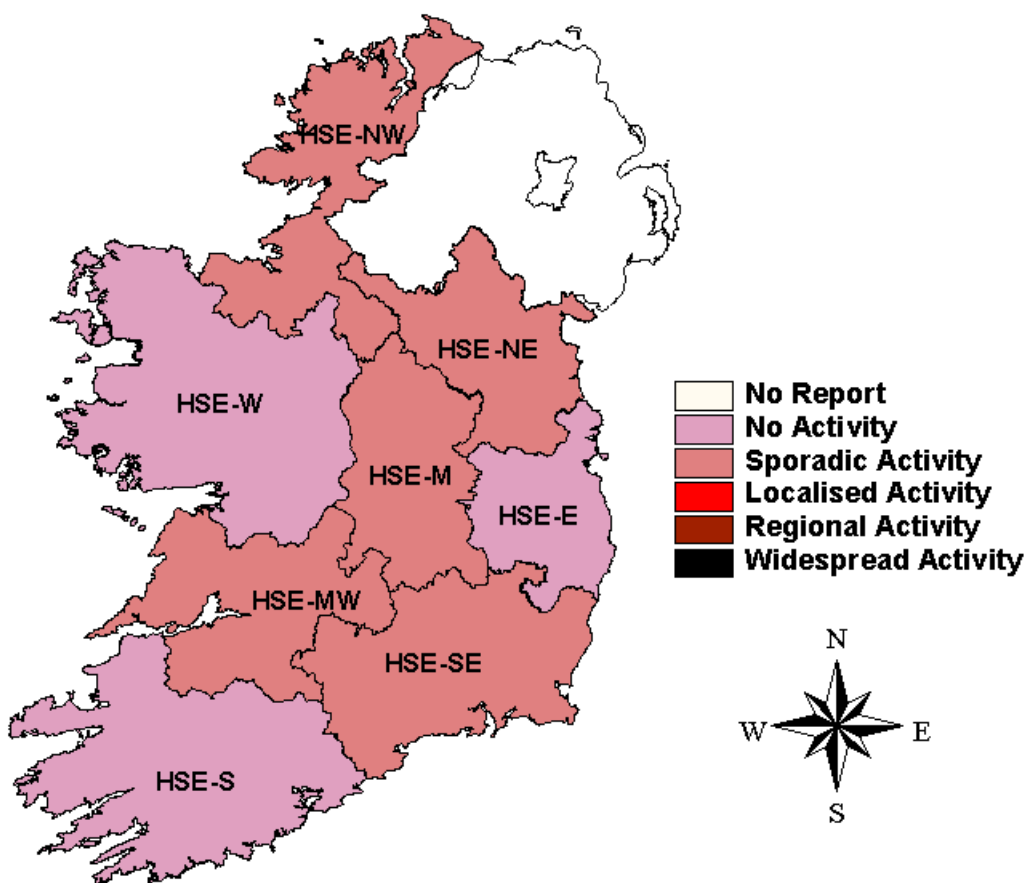 HSE-NW
HSE-NE
HSE-W
HSE-M
HSE-E
HSE-MW
HSE-SE
HSE-S
No Report
No Activity
Sporadic Activity
Localised Activity
Regional Activity
Widespread Activity
N
W
E
S